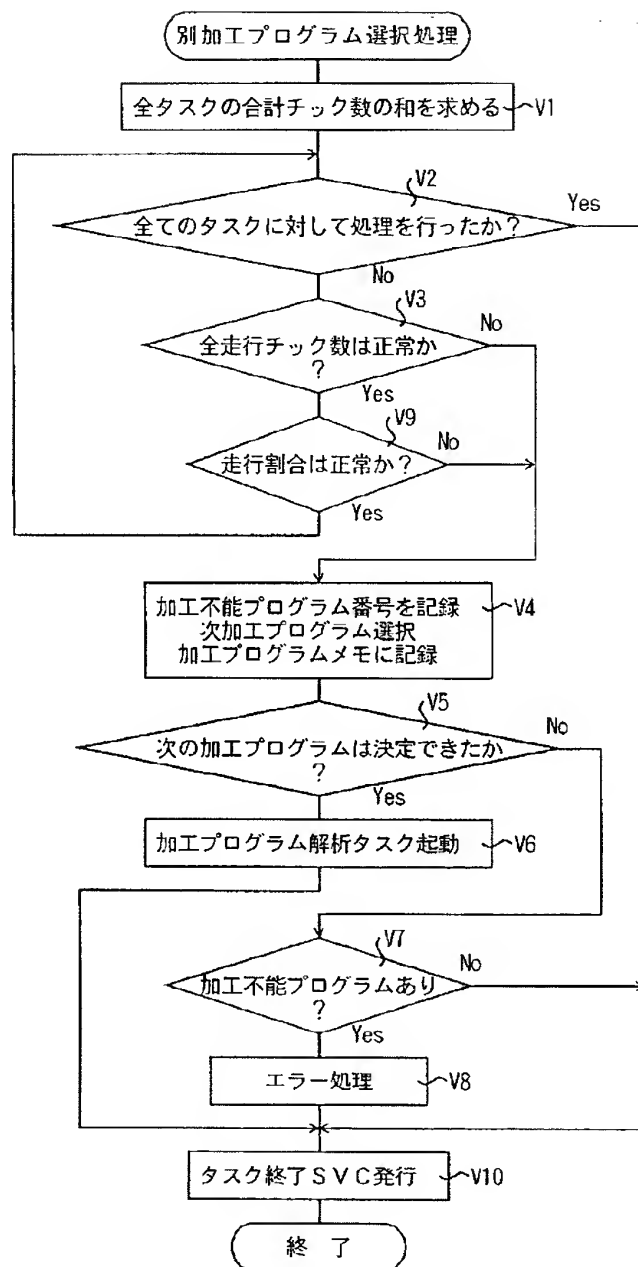 別加工プログラム選択処理
全タスクの合計チック数の和を求める
V1
V2
全てのタスクに対して処理を行ったか？
Yes
No
V3
全走行チック数は正常か
？
No
Yes
V9
走行割合は正常か？
No
Yes
加工不能プログラム番号を記録
次加工プログラム選択
加工プログラムメモに記録
V4
V5
次の加工プログラムは決定できたか
？
No
Yes
加工プログラム解析タスク起動
V6
V7
加工不能プログラムあり
？
No
Yes
エラー処理
V8
タスク終了ＳＶＣ発行
V10
終 了